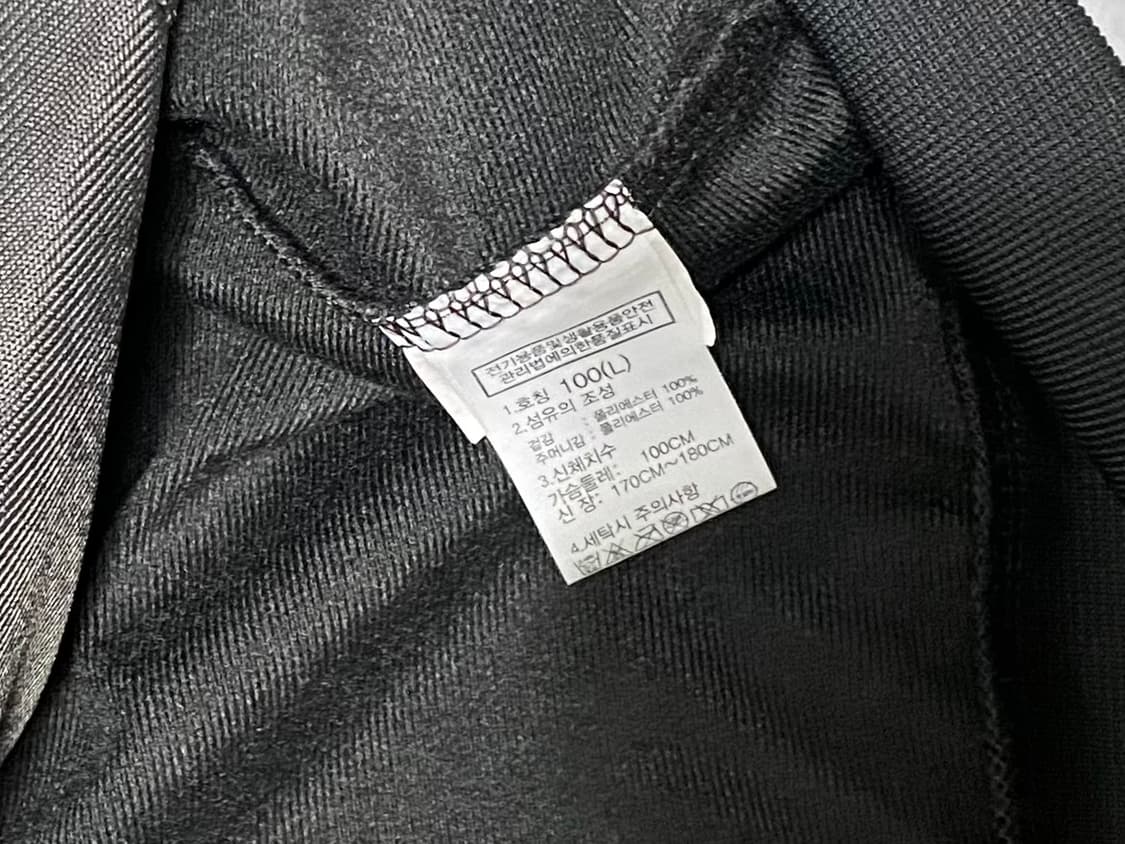 전기용품및생활용품안전
관리법에의한품질표시
1.호칭 100(L)
2.섬유의 조성
겉감 : 폴리에스터 100%
주머니감 : 폴리에스터 100%
3.신체치수
가슴둘레: 100CM
신 장: 170CM~180CM
4.세탁시 주의사항